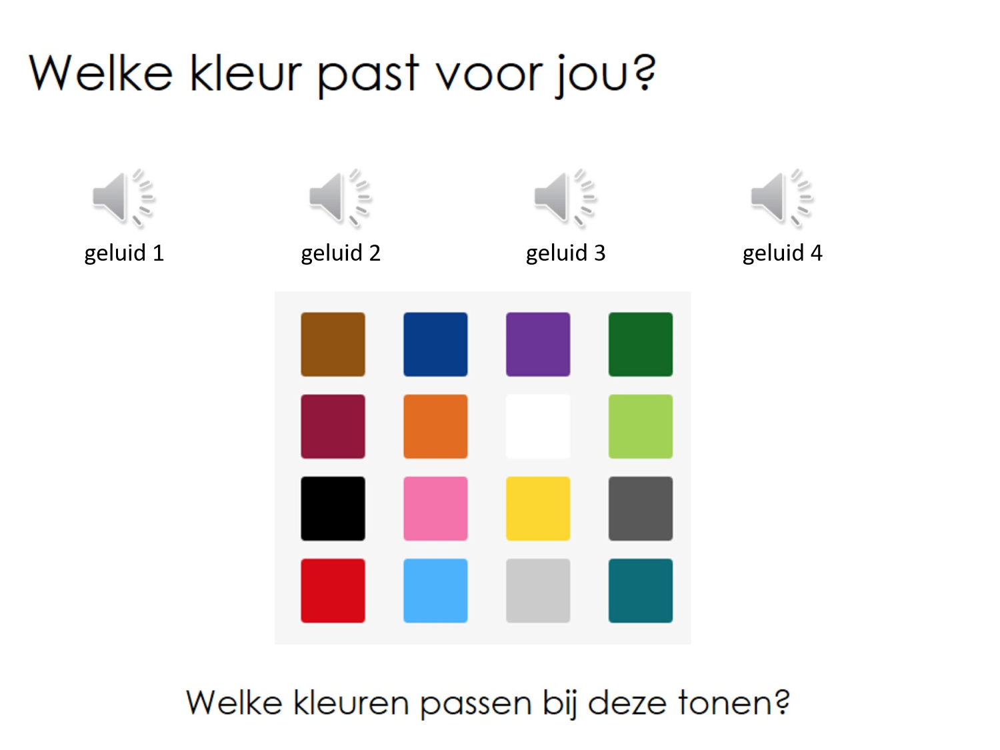 Welke kleur past voor jou?
geluid 1
geluid 2
geluid 3
geluid 4
Welke kleuren passen bij deze tonen?